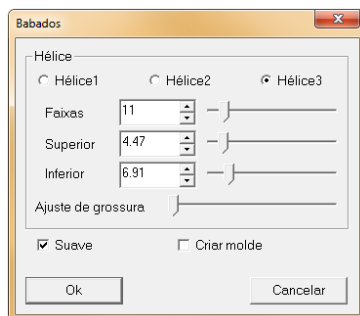 Babados
Hélice
Hélice1 Hélice2 Hélice3
Faixas 11
Superior 4.47
Inferior 6.91
Ajuste de grossura
Suave Criar molde
Ok Cancelar